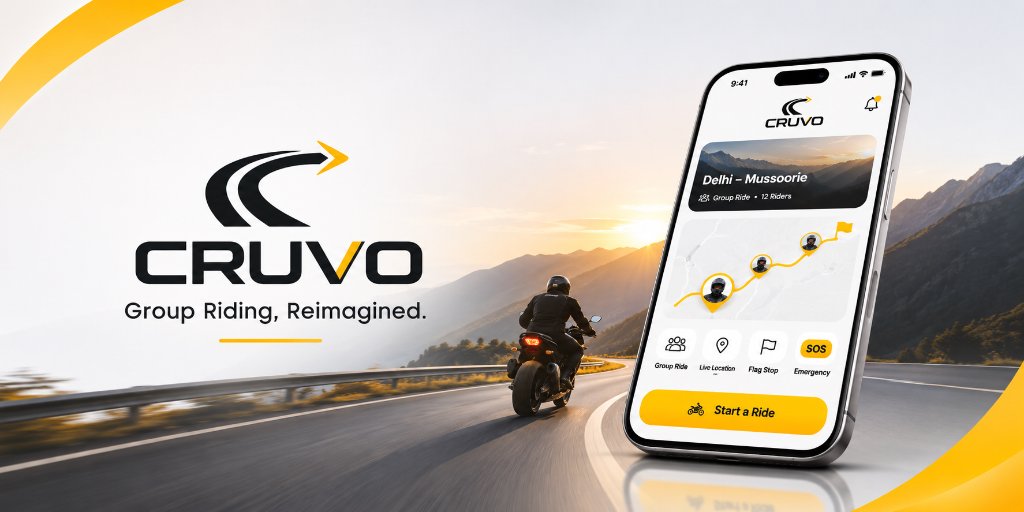 CRUVO
Group Riding, Reimagined.
9:41
CRUVO
Delhi – Mussoorie
Group Ride • 12 Riders
Group Ride
Live Location
Flag Stop
SOS
Emergency
Start a Ride